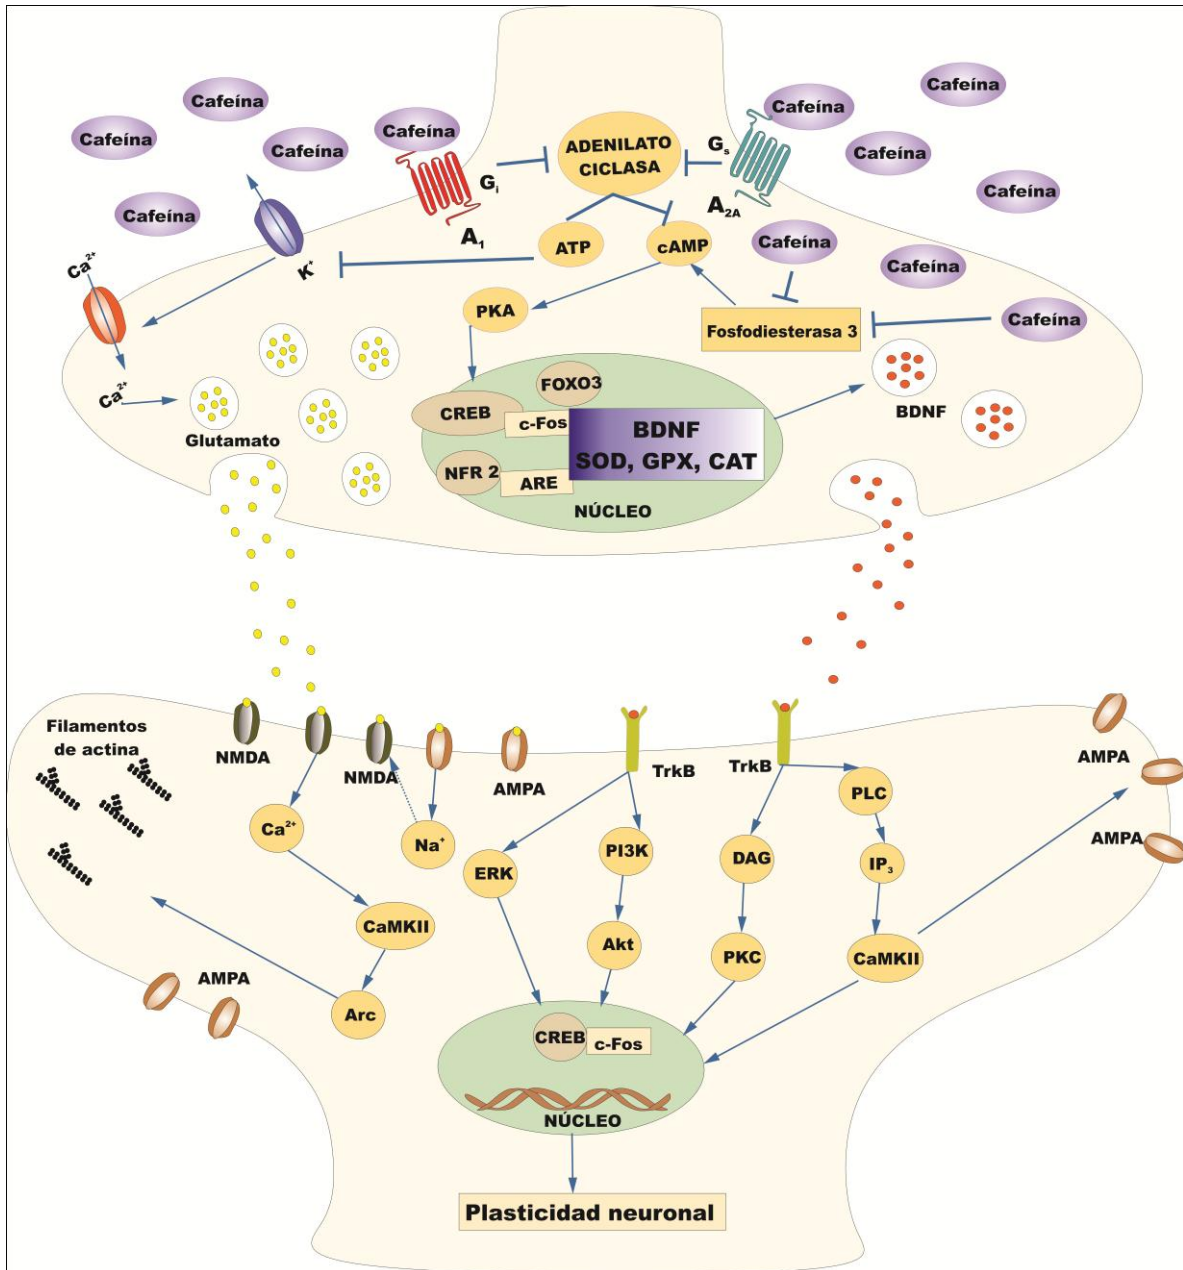 Cafeína
Cafeína
Cafeína
Cafeína
Cafeína
Cafeína
Cafeína
Cafeína
Cafeína
ADENILATO
CICLASA
Gₛ
Gᵢ
A₂A
A₁
ATP
cAMP
Cafeína
Cafeína
Cafeína
K⁺
Ca²⁺
PKA
Fosfodiesterasa 3
Ca²⁺
FOXO3
CREB
c-Fos
BDNF
SOD, GPX, CAT
BDNF
Glutamato
NFR 2
ARE
NÚCLEO
Filamentos
de actina
NMDA
NMDA
AMPA
TrkB
TrkB
AMPA
PLC
Ca²⁺
Na⁺
ERK
PI3K
DAG
IP₃
AMPA
CaMKII
Akt
PKC
CaMKII
AMPA
Arc
CREB
c-Fos
NÚCLEO
Plasticidad neuronal